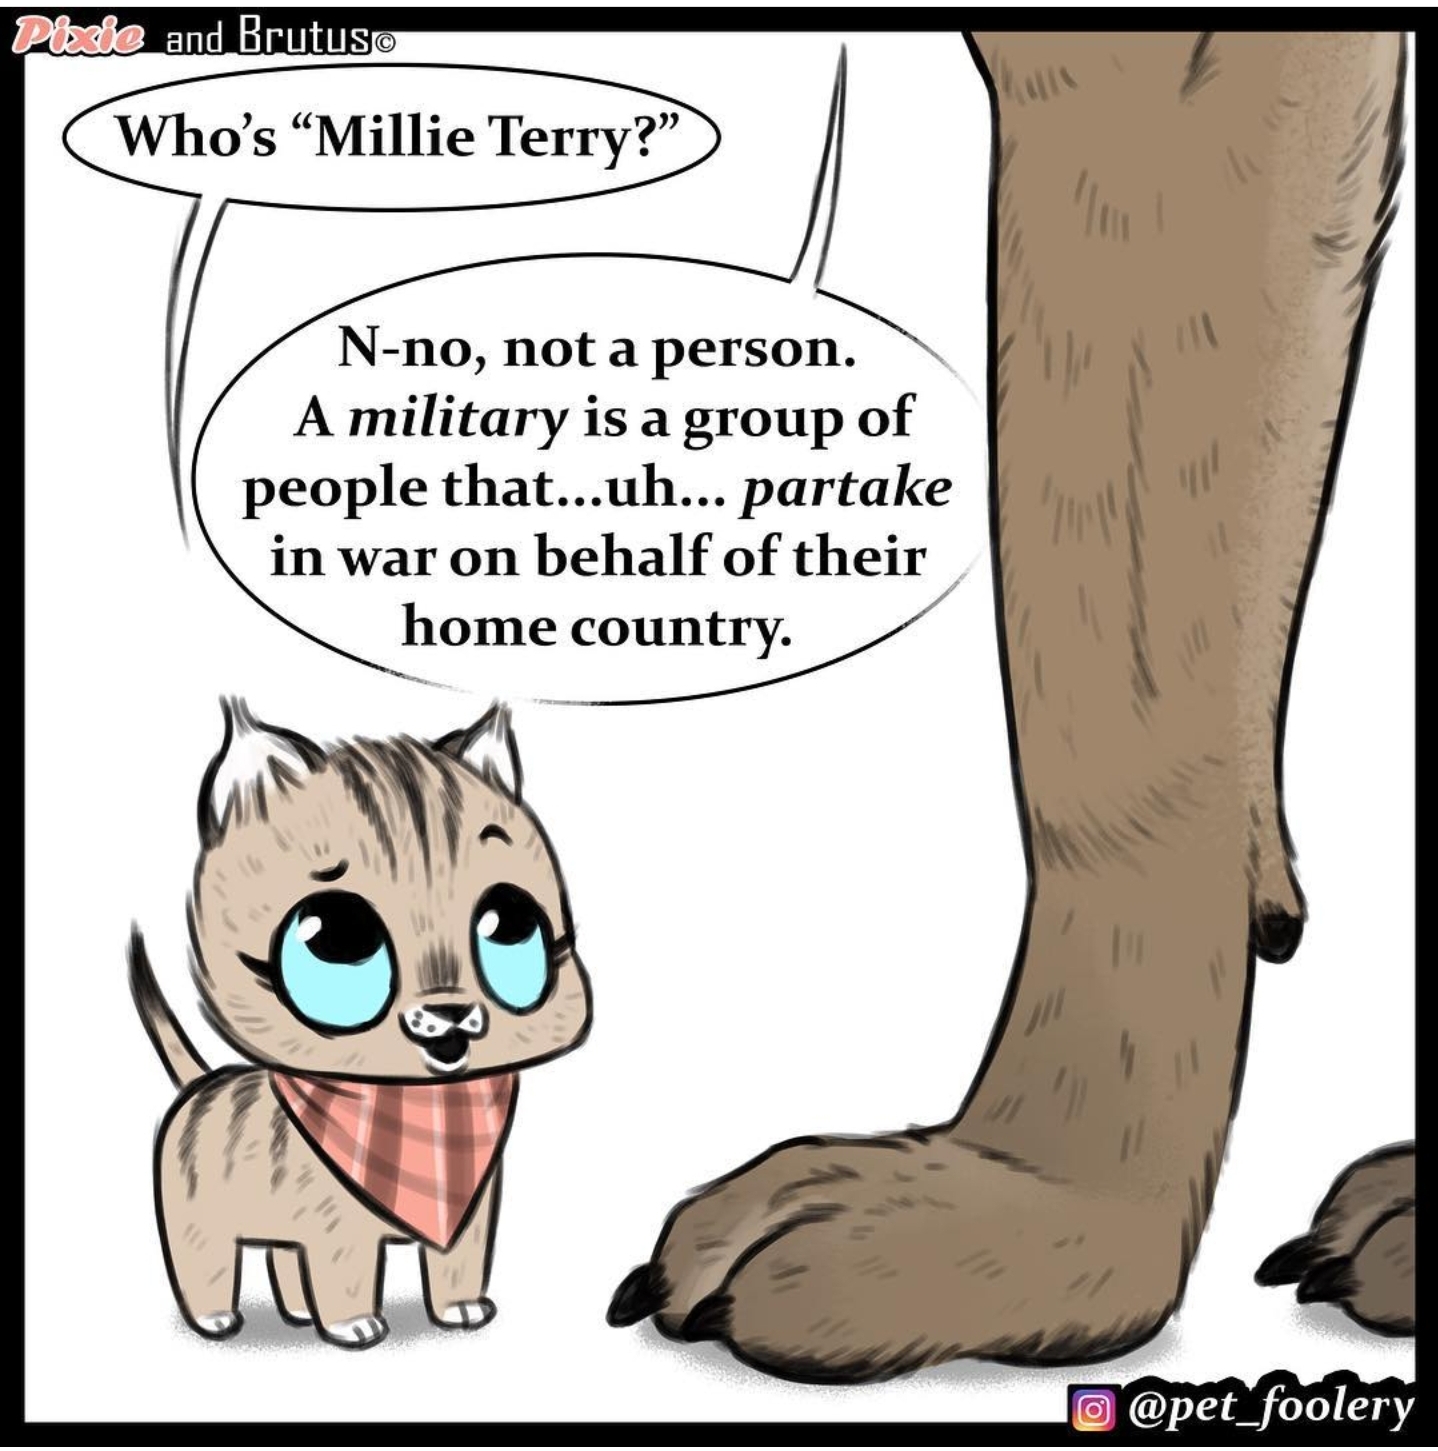 Pixie and Brutus©
Who's “Millie Terry?”
N-no, not a person.
A military is a group of
people that...uh... partake
in war on behalf of their
home country.
@pet_foolery